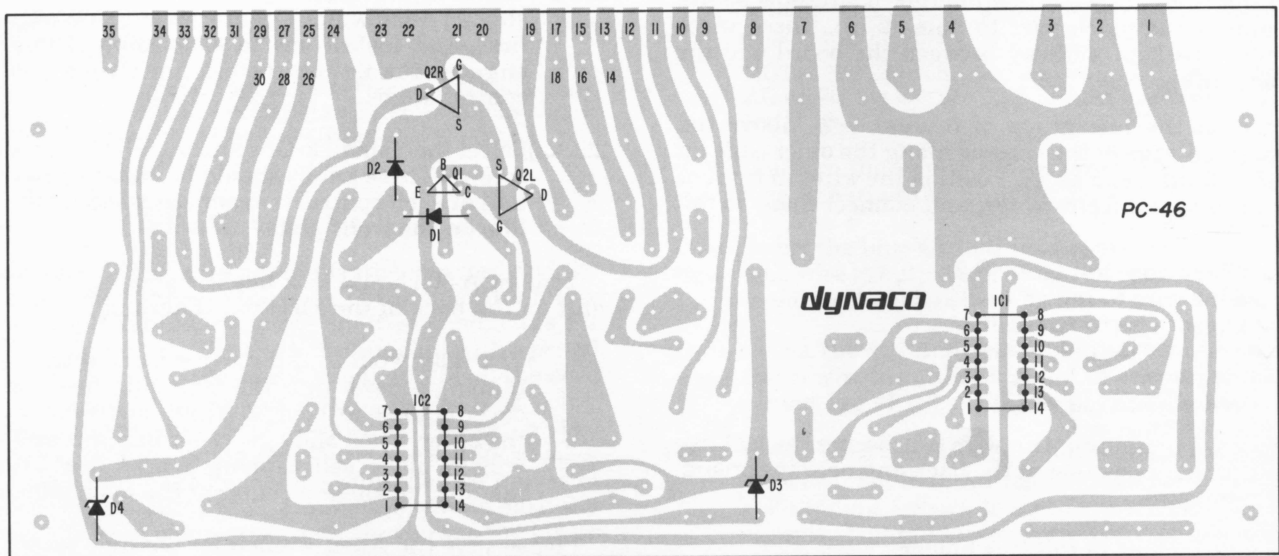 35 34 33 32 31 29 27 25 24 23 22 21 20 19 17 15 13 12 11 10 9 8 7 6 5 4 3 2 1
30 28 26 18 16 14
Q2R G
D
S
D2
B
Q1
E C
S
Q2L
D
G
D1
PC-46
dynaco
IC1
7 8
6 9
5 10
4 11
3 12
2 13
1 14
IC2
7 8
6 9
5 10
4 11
3 12
2 13
1 14
D3
D4